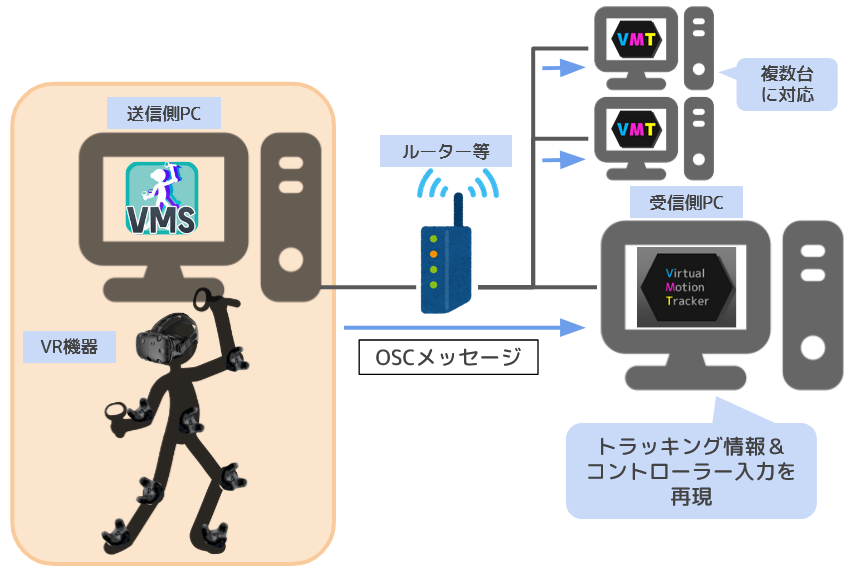 送信側PC
VMS
VR機器
ルーター等
OSCメッセージ
VMT
VMT
複数台
に対応
受信側PC
Virtual
Motion
Tracker
トラッキング情報＆
コントローラー入力を
再現